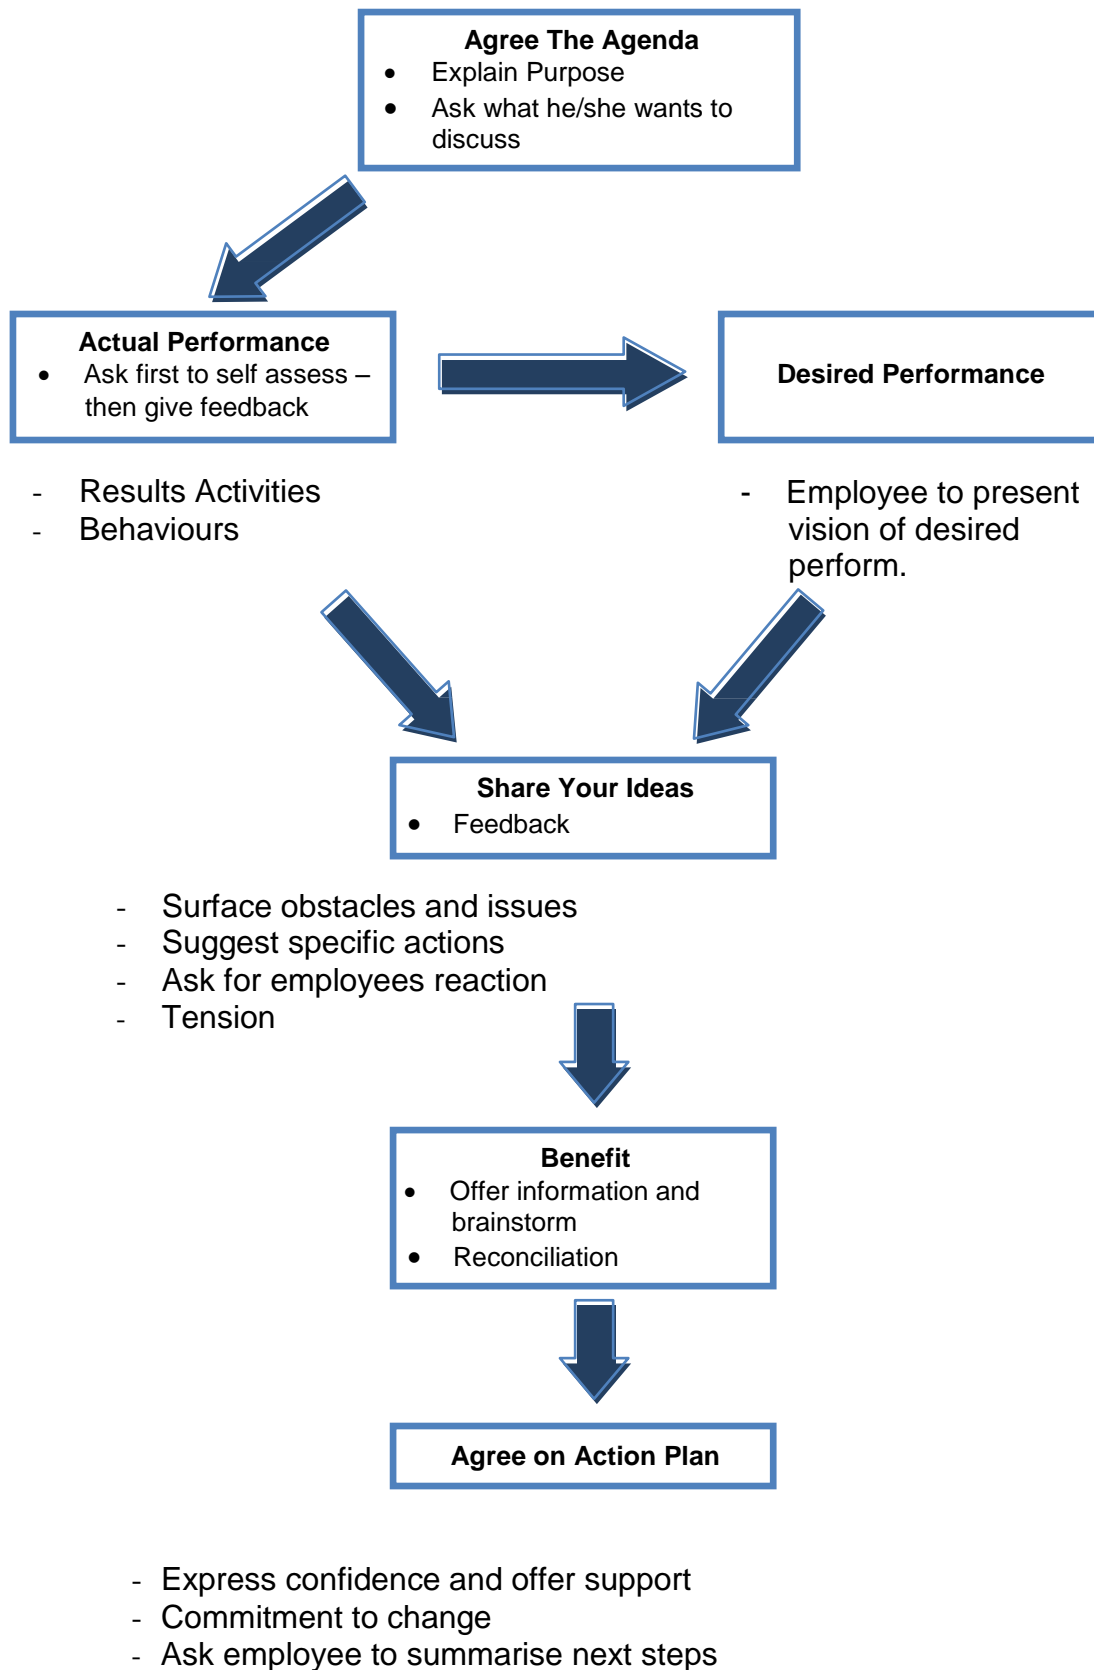 Agree The Agenda
• Explain Purpose
• Ask what he/she wants to
discuss
Actual Performance
• Ask first to self assess –
then give feedback
Desired Performance
- Results Activities
- Behaviours
- Employee to present
vision of desired
perform.
Share Your Ideas
• Feedback
- Surface obstacles and issues
- Suggest specific actions
- Ask for employees reaction
- Tension
Benefit
• Offer information and
brainstorm
• Reconciliation
Agree on Action Plan
- Express confidence and offer support
- Commitment to change
- Ask employee to summarise next steps